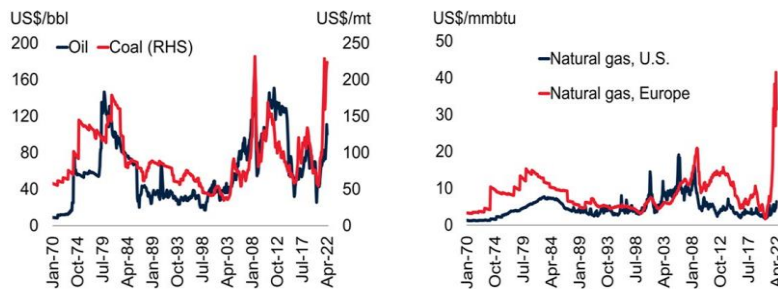 US$/bbl
US$/mt
Oil
Coal (RHS)
200
160
120
80
40
0
250
200
150
100
50
0
Jan-70
Oct-74
Jul-79
Apr-84
Jan-89
Oct-93
Jul-98
Apr-03
Jan-08
Oct-12
Jul-17
Apr-22
US$/mmbtu
Natural gas, U.S.
Natural gas, Europe
50
40
30
20
10
0
Jan-70
Oct-74
Jul-79
Apr-84
Jan-89
Oct-93
Jul-98
Apr-03
Jan-08
Oct-12
Jul-17
Apr-22